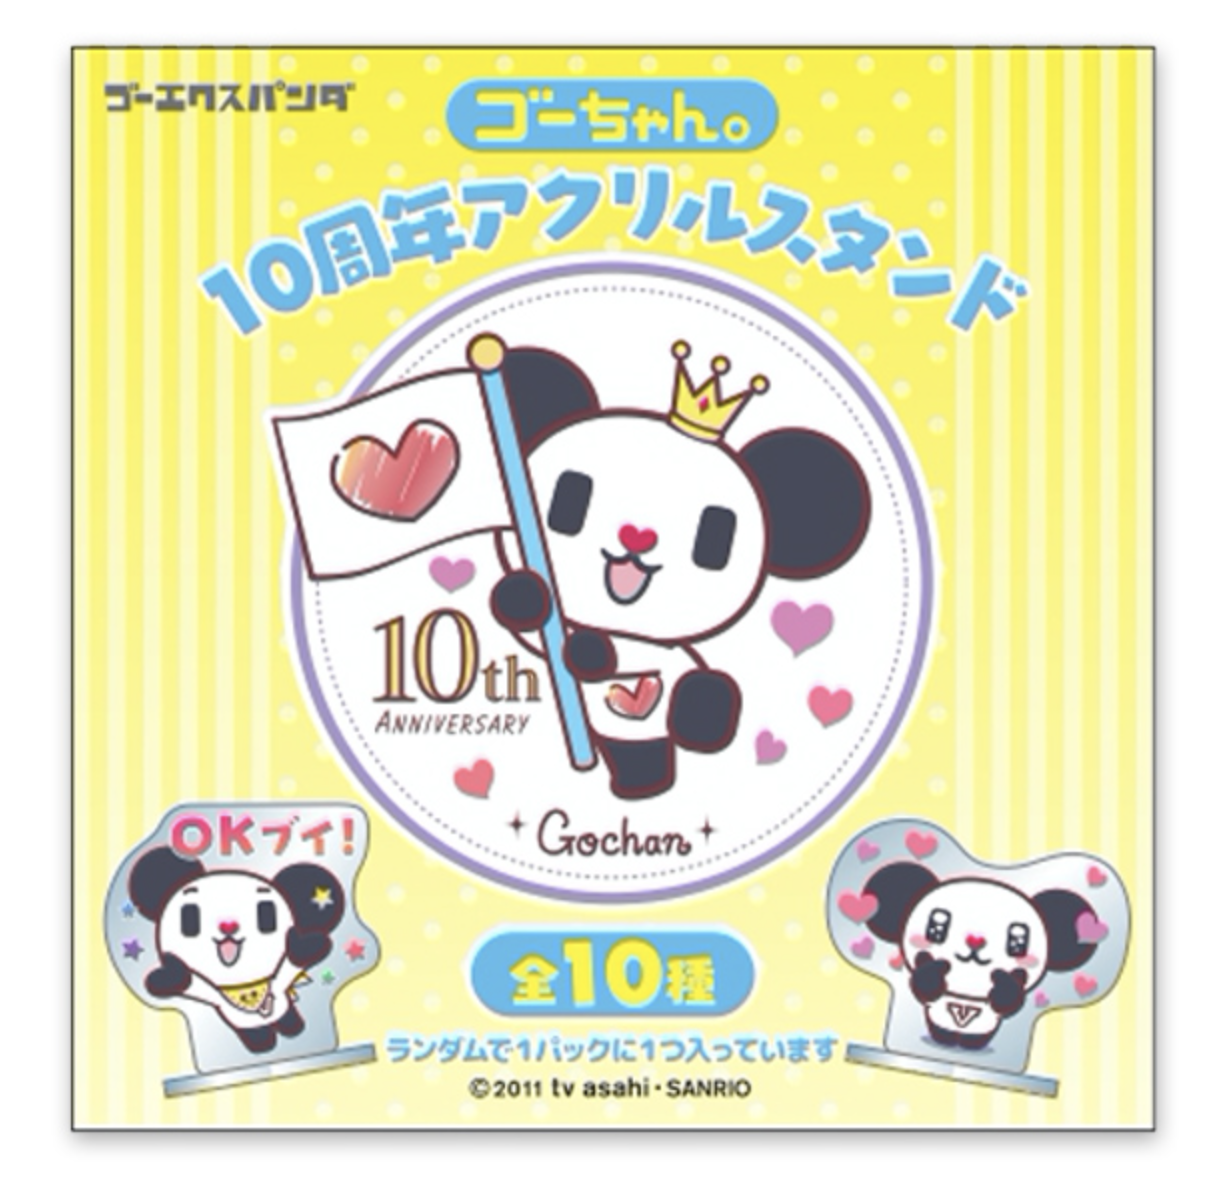 ゴーエクスパンダ
ゴーちゃん。
10周年アクリルスタンド
10th
ANNIVERSARY
Gochan
OKブイ!
全10種
ランダムで1パックに1つ入っています
©2011 tv asahi・SANRIO